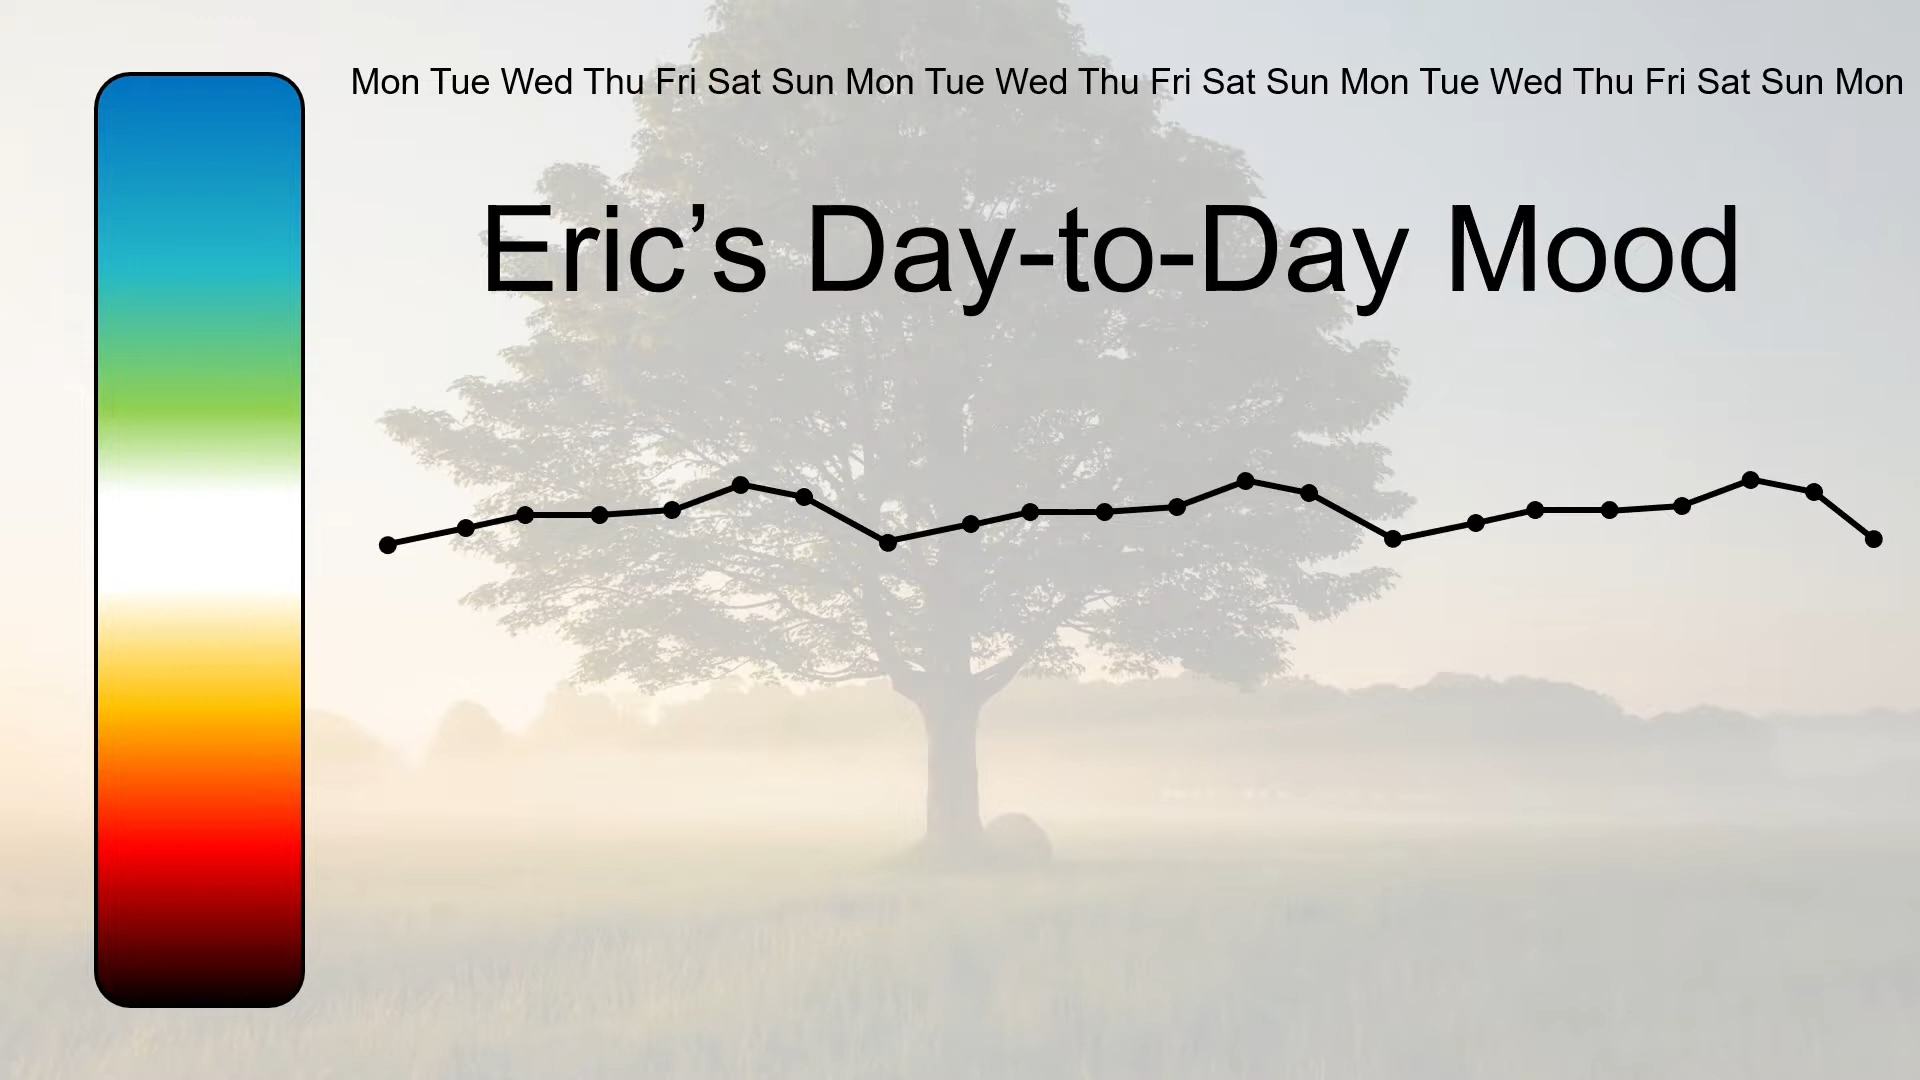 Mon Tue Wed Thu Fri Sat Sun Mon Tue Wed Thu Fri Sat Sun Mon Tue Wed Thu Fri Sat Sun Mon
Eric’s Day-to-Day Mood